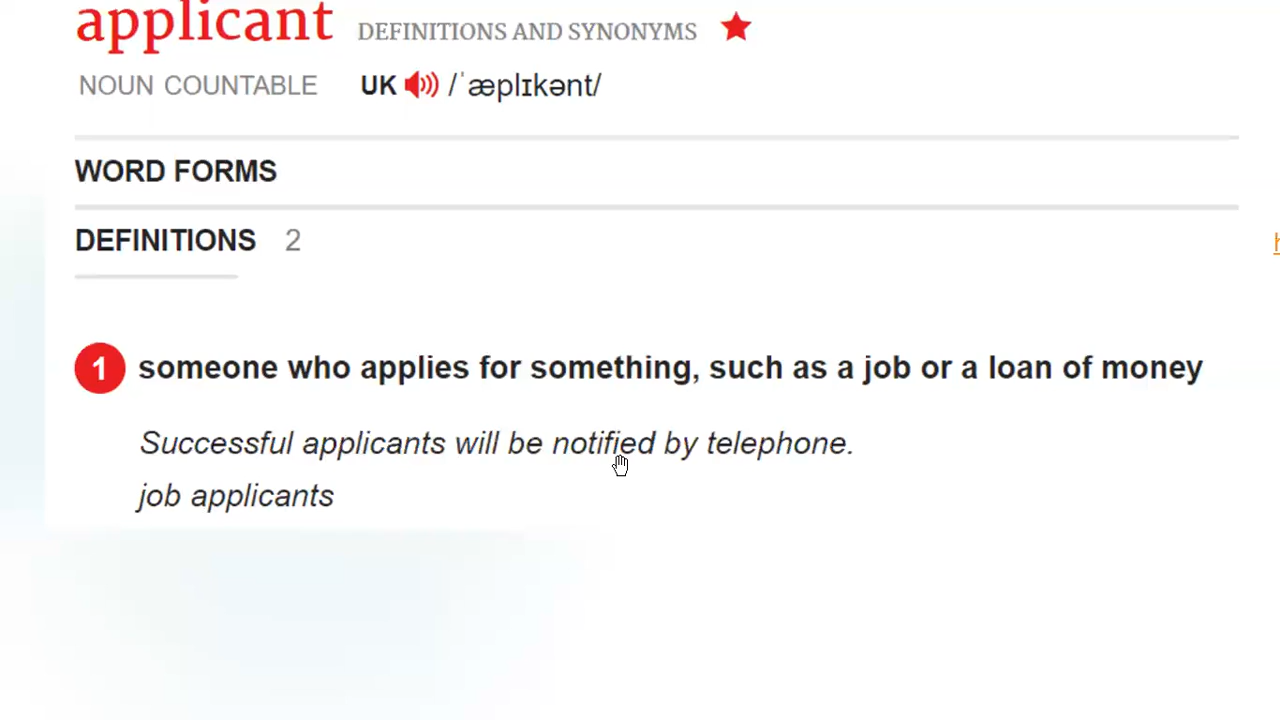 applicant DEFINITIONS AND SYNONYMS
NOUN COUNTABLE UK /ˈæplɪkənt/
WORD FORMS
DEFINITIONS 2
1 someone who applies for something, such as a job or a loan of money
Successful applicants will be notified by telephone.
job applicants